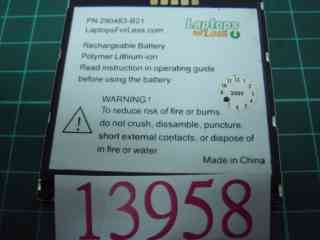 PN 290483-B21
LaptopsForLess.com
Laptops
for Less
Rechargeable Battery
Polymer Lithium-ion
Read instruction in operating guide
before using the battery.
WARNING!
To reduce risk of fire or burns.
do not crush, dissamble, puncture.
short external contacts, or dispose of
in fire or water
Made in China
13958